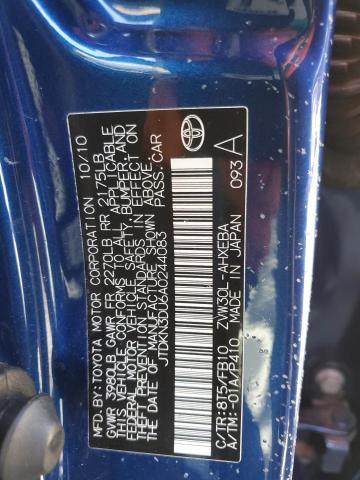 MFD. BY: TOYOTA MOTOR CORPORATION 10/10
GVWR 3980LB GAWR FR 2270LB RR 2175LB
THIS VEHICLE CONFORMS TO ALL APPLICABLE
FEDERAL MOTOR VEHICLE SAFETY, BUMPER, AND
THEFT PREVENTION STANDARDS IN EFFECT ON
THE DATE OF MANUFACTURE SHOWN ABOVE.
JTDKN3DU6A0244083 PASS.CAR
C/TR:8T5/FB10 ZVW30L-AHXEBA
A/TM:-01A/P410 MADE IN JAPAN
093 A